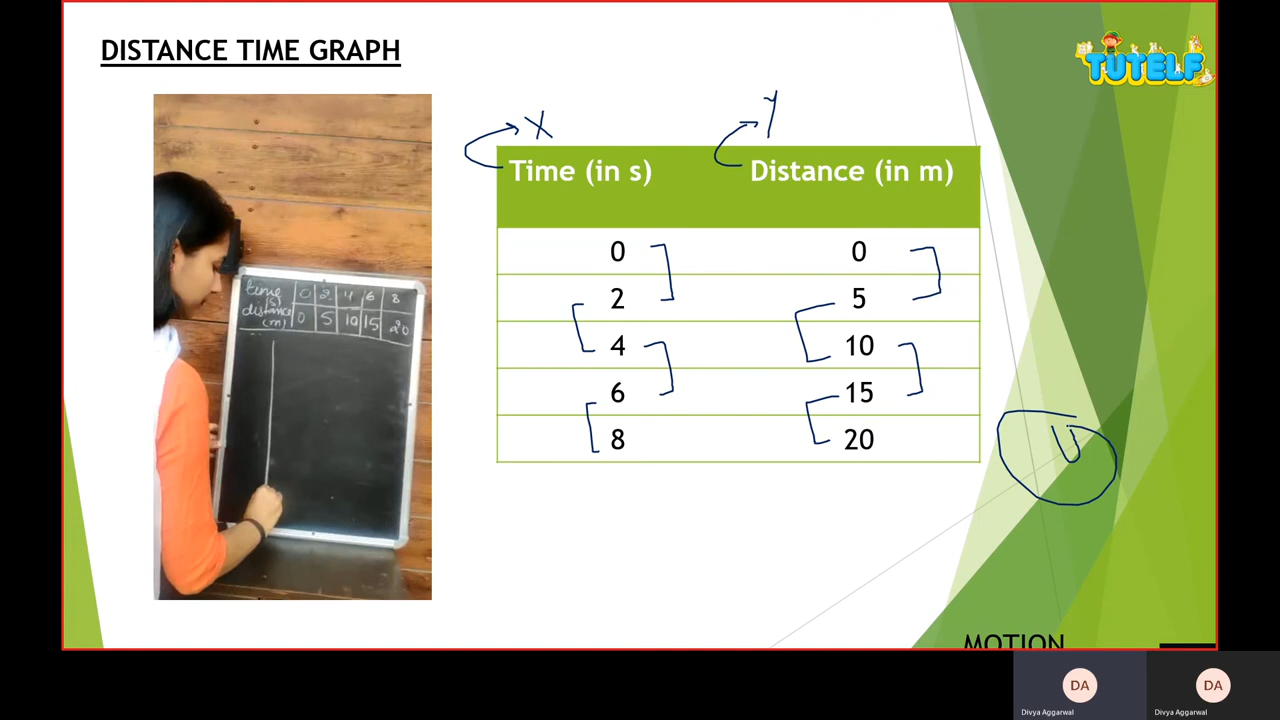 DISTANCE TIME GRAPH
TUTELF
X
Y
Time (in s) Distance (in m)
0 0
2 5
4 10
6 15
8 20
U
time (s) 0 2 4 6 8
distance (m) 0 5 10 15 20
MOTION
DA DA
Divya Aggarwal Divya Aggarwal